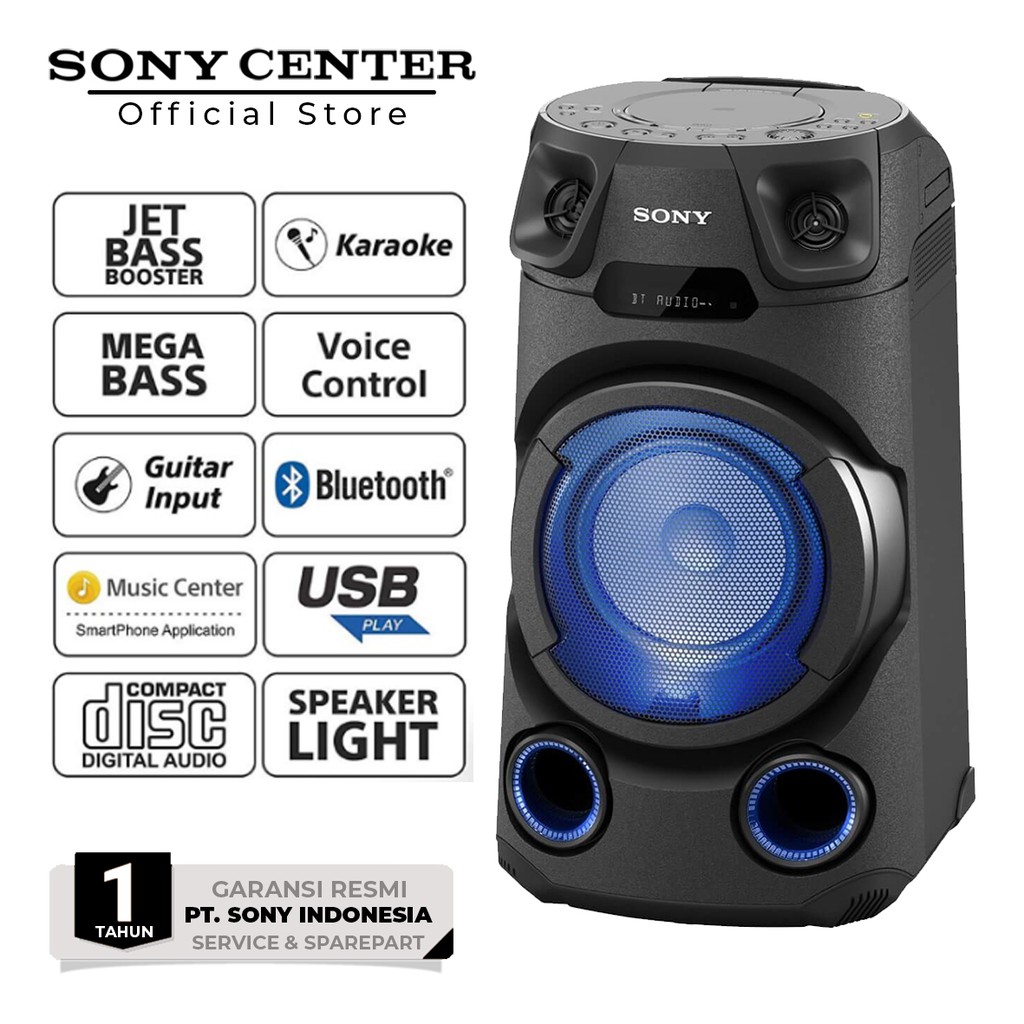 SONY CENTER
Official Store
JET
BASS
BOOSTER
Karaoke
MEGA
BASS
Voice
Control
Guitar
Input
Bluetooth®
Music Center
SmartPhone Application
USB
PLAY
COMPACT
disc
DIGITAL AUDIO
SPEAKER
LIGHT
SONY
BT AUDIO
1
TAHUN
GARANSI RESMI
PT. SONY INDONESIA
SERVICE & SPAREPART